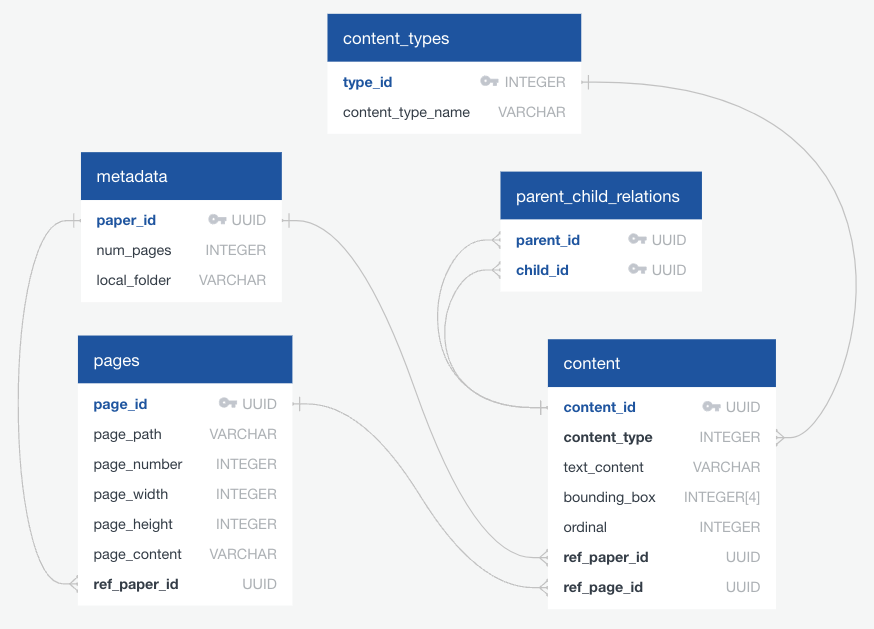 content_types
type_id INTEGER
content_type_name VARCHAR
metadata
paper_id UUID
num_pages INTEGER
local_folder VARCHAR
parent_child_relations
parent_id UUID
child_id UUID
pages
page_id UUID
page_path VARCHAR
page_number INTEGER
page_width INTEGER
page_height INTEGER
page_content VARCHAR
ref_paper_id UUID
content
content_id UUID
content_type INTEGER
text_content VARCHAR
bounding_box INTEGER[4]
ordinal INTEGER
ref_paper_id UUID
ref_page_id UUID